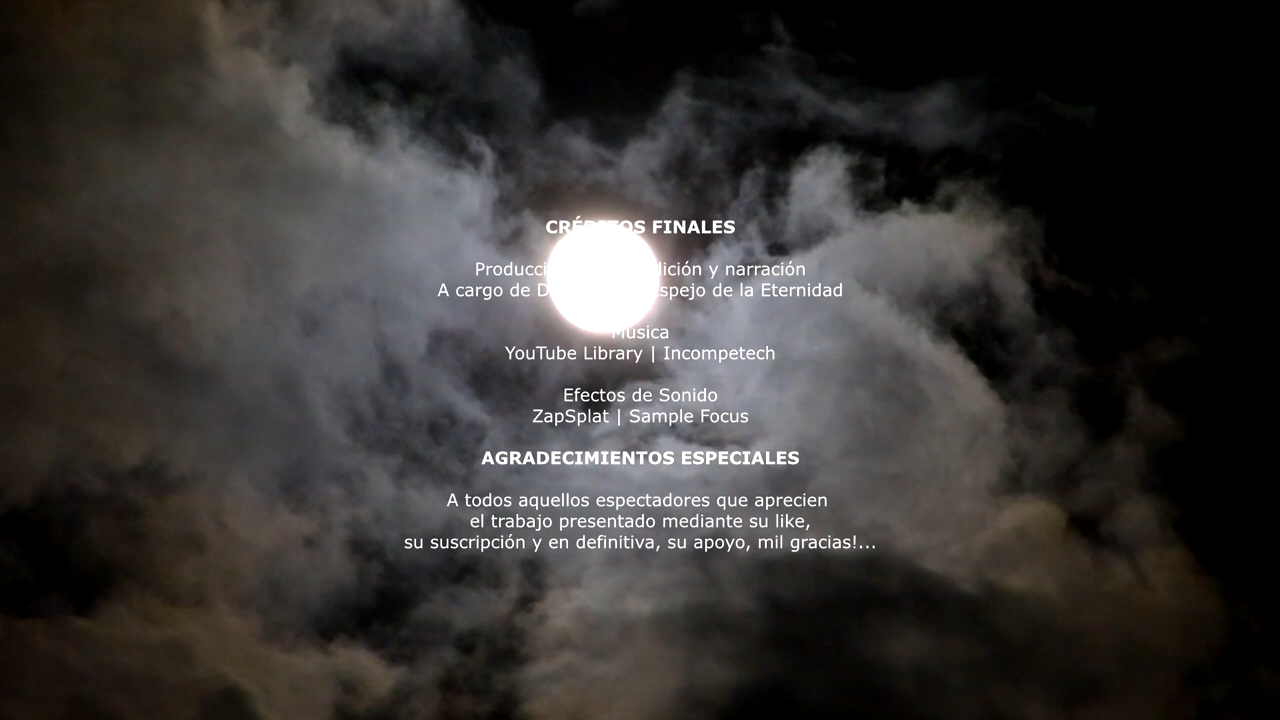 CRÉDITOS FINALES
y narración
A cargo de de la Eternidad
Música
YouTube Library | Incompetech
Efectos de Sonido
ZapSplat | Sample Focus
AGRADECIMIENTOS ESPECIALES
A todos aquellos espectadores que aprecien
el trabajo presentado mediante su like,
su suscripción y en definitiva, su apoyo, mil gracias!...